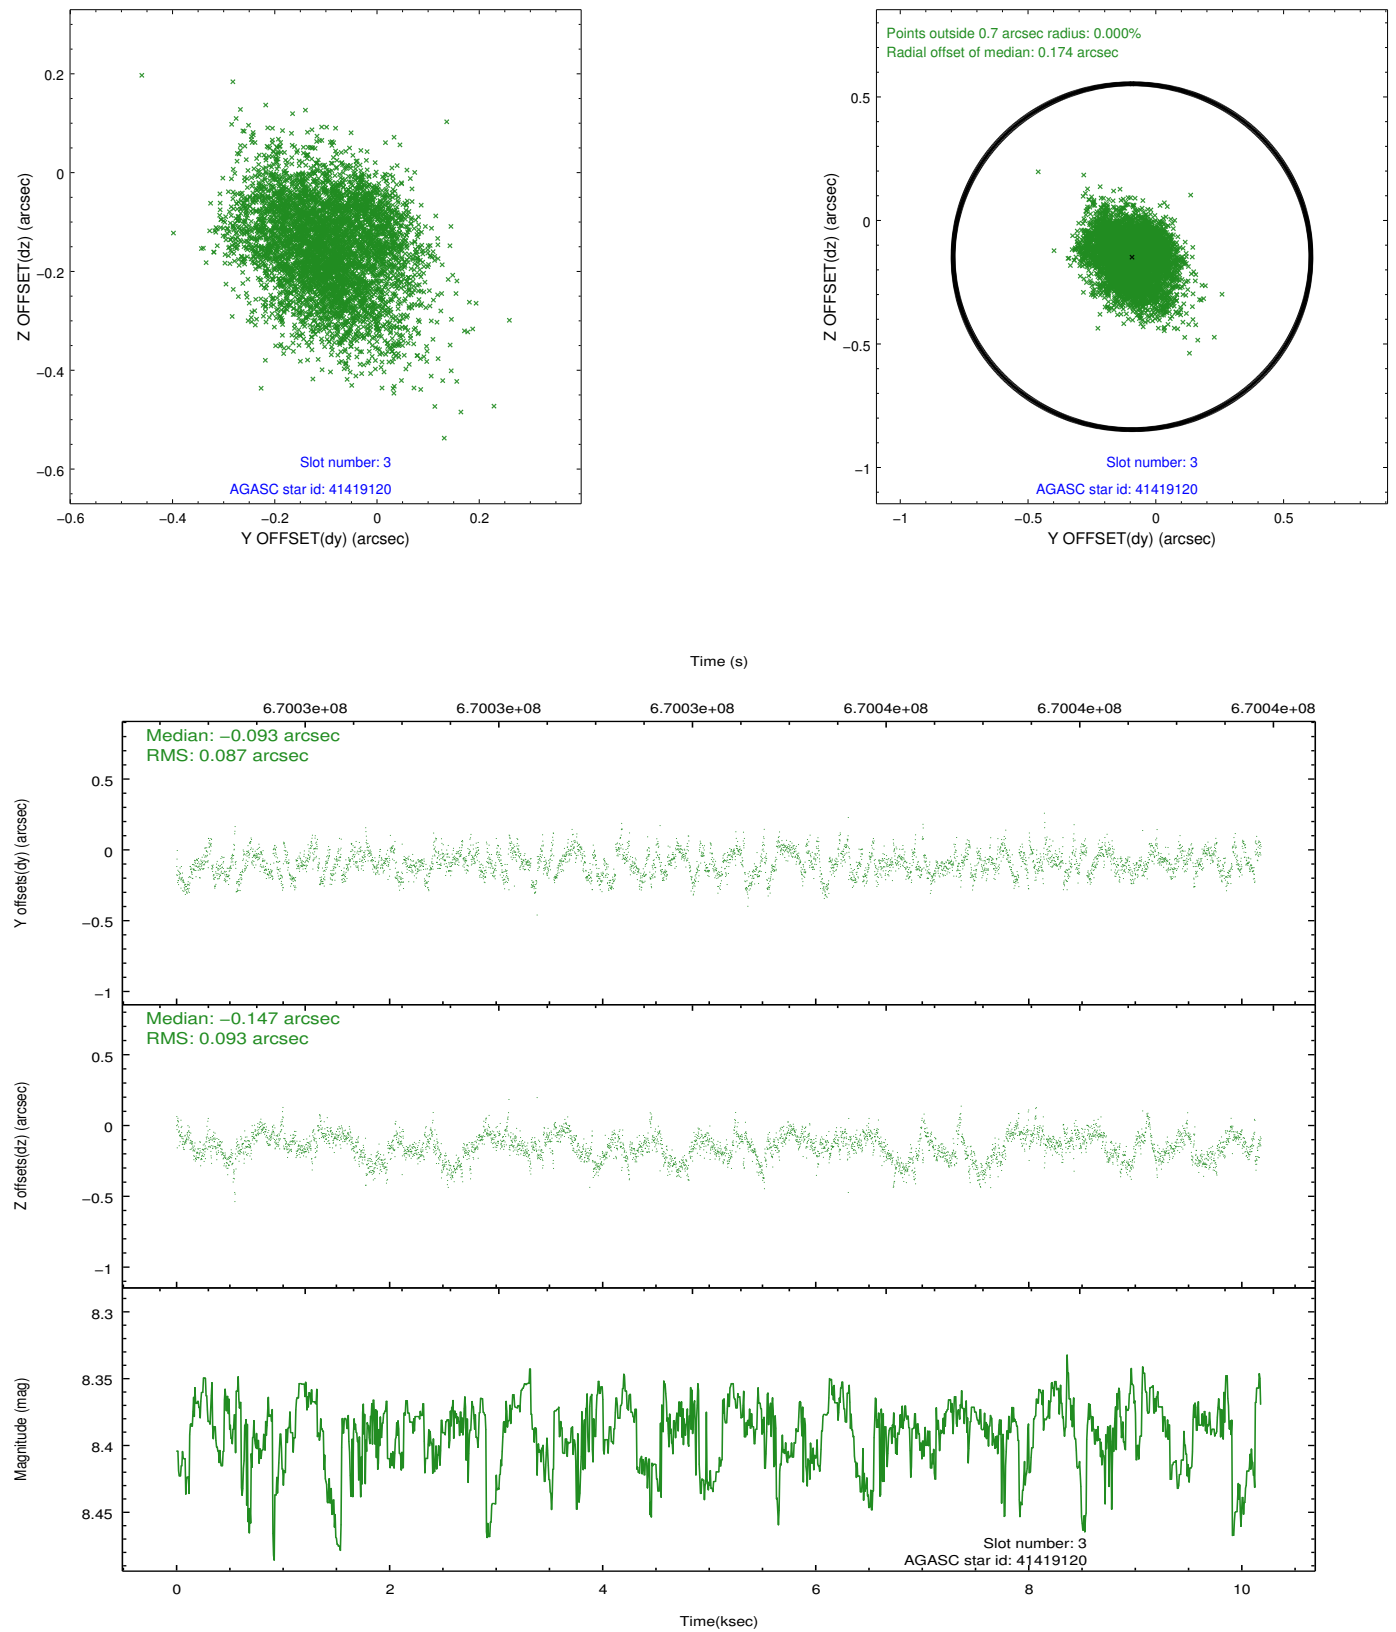 0.2
0
−0.2
−0.4
−0.6
Z OFFSET(dz) (arcsec)
Slot number: 3
AGASC star id: 41419120
−0.6
−0.4
−0.2
0
0.2
Y OFFSET(dy) (arcsec)
Points outside 0.7 arcsec radius: 0.000%
Radial offset of median: 0.174 arcsec
0.5
0
−0.5
−1
Z OFFSET(dz) (arcsec)
Slot number: 3
AGASC star id: 41419120
−1
−0.5
0
0.5
Y OFFSET(dy) (arcsec)
Time (s)
6.7003e+08
6.7003e+08
6.7003e+08
6.7004e+08
6.7004e+08
6.7004e+08
Median: −0.093 arcsec
RMS: 0.087 arcsec
0.5
0
−0.5
−1
Y offsets(dy) (arcsec)
Median: −0.147 arcsec
RMS: 0.093 arcsec
0.5
0
−0.5
−1
Z offsets(dz) (arcsec)
8.3
8.35
8.4
8.45
Magnitude (mag)
Slot number: 3
AGASC star id: 41419120
0
2
4
6
8
10
Time(ksec)